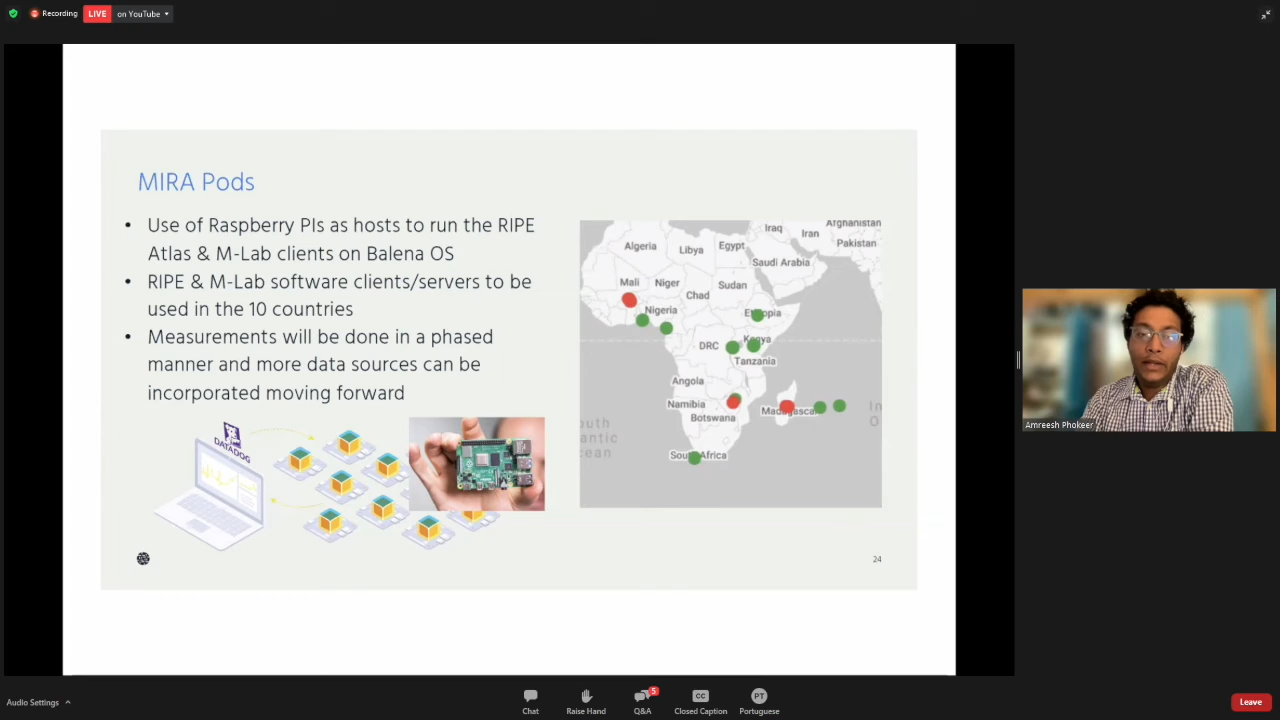 Recording
LIVE
on YouTube
MIRA Pods
• Use of Raspberry PIs as hosts to run the RIPE
Atlas & M-Lab clients on Balena OS
• RIPE & M-Lab software clients/servers to be
used in the 10 countries
• Measurements will be done in a phased
manner and more data sources can be
incorporated moving forward
DATADOG
Afghanistan
Iraq
Iran
Pakistan
Algeria
Libya
Egypt
Saudi Arabia
Mali
Niger
Chad
Sudan
Nigeria
DRC
Kenya
Tanzania
Angola
Namibia
Botswana
South Africa
24
Amreesh Phokeer
Audio Settings
Chat
Raise Hand
5
Q&A
CC
Closed Caption
PT
Portuguese
Leave